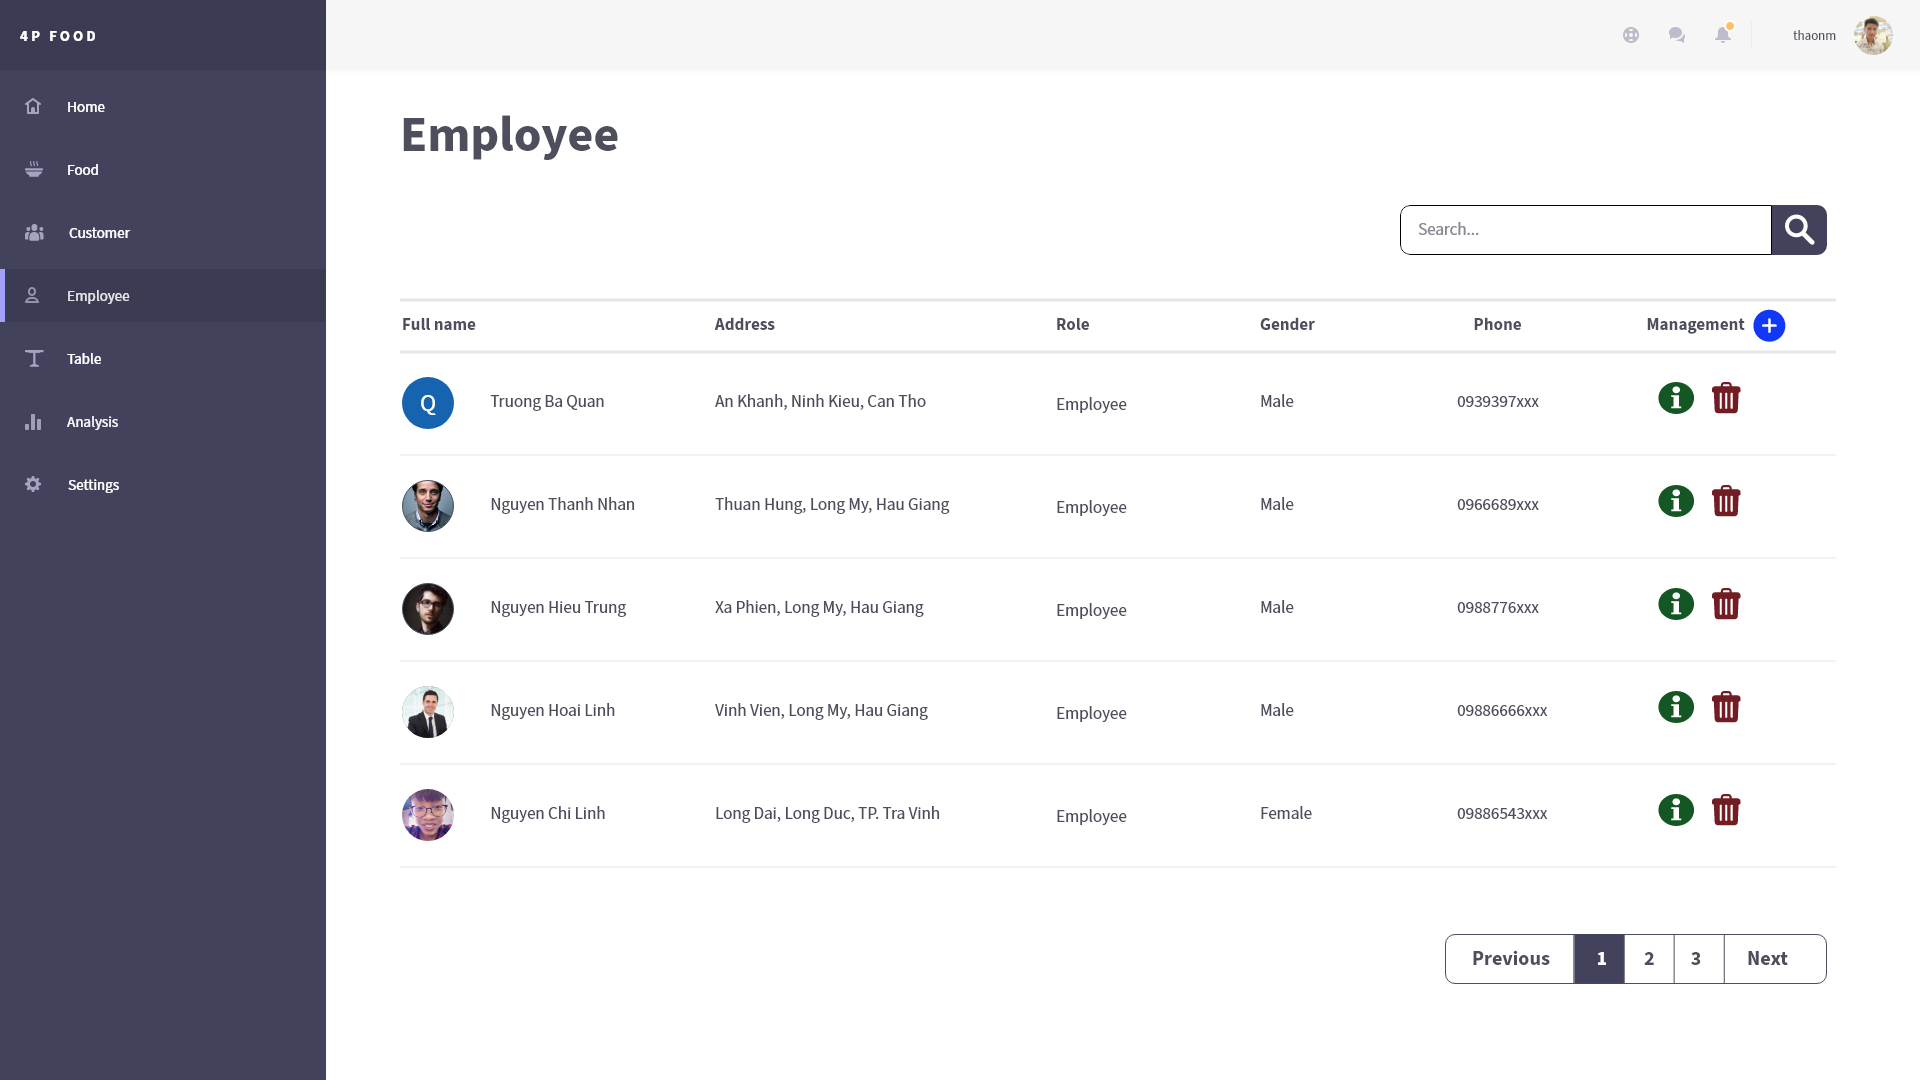 4P FOOD
thaonm
Home
Food
Customer
Employee
Table
Analysis
Settings
Employee
Search...
Full name Address Role Gender Phone Management
Q Truong Ba Quan An Khanh, Ninh Kieu, Can Tho Employee Male 0939397xxx
Nguyen Thanh Nhan Thuan Hung, Long My, Hau Giang Employee Male 0966689xxx
Nguyen Hieu Trung Xa Phien, Long My, Hau Giang Employee Male 0988776xxx
Nguyen Hoai Linh Vinh Vien, Long My, Hau Giang Employee Male 09886666xxx
Nguyen Chi Linh Long Dai, Long Duc, TP. Tra Vinh Employee Female 09886543xxx
Previous 1 2 3 Next